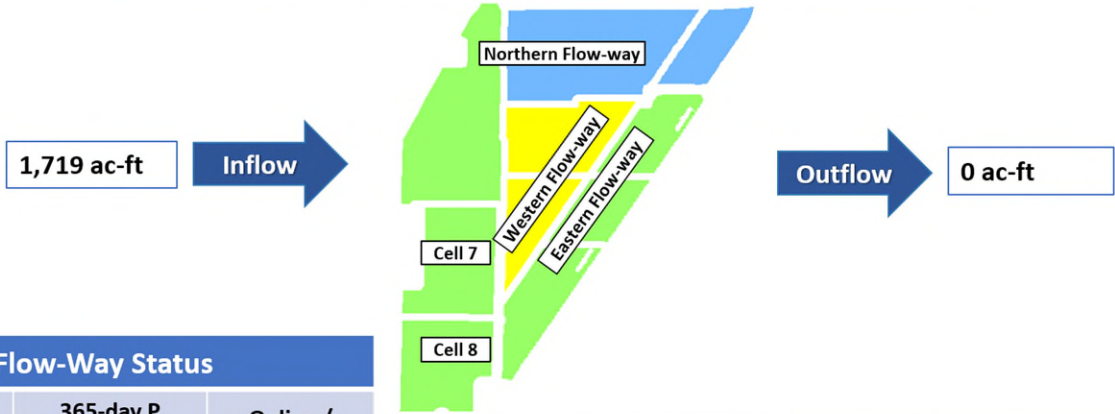 Northern Flow-way
1,719 ac-ft
Inflow
Western Flow-way
Eastern Flow-way
Outflow
0 ac-ft
Cell 7
Cell 8
Flow-Way Status
365-day P
Online/